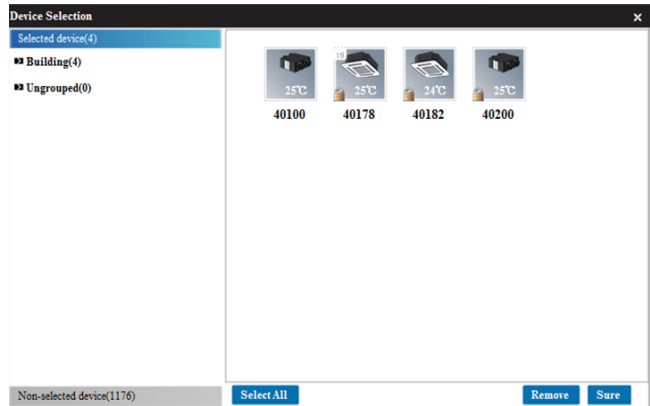 Device Selection
×
Selected device(4)
Building(4)
Ungrouped(0)
15
25°C 25°C 24°C 25°C
40100 40178 40182 40200
Non-selected device(1176)
Select All Remove Sure